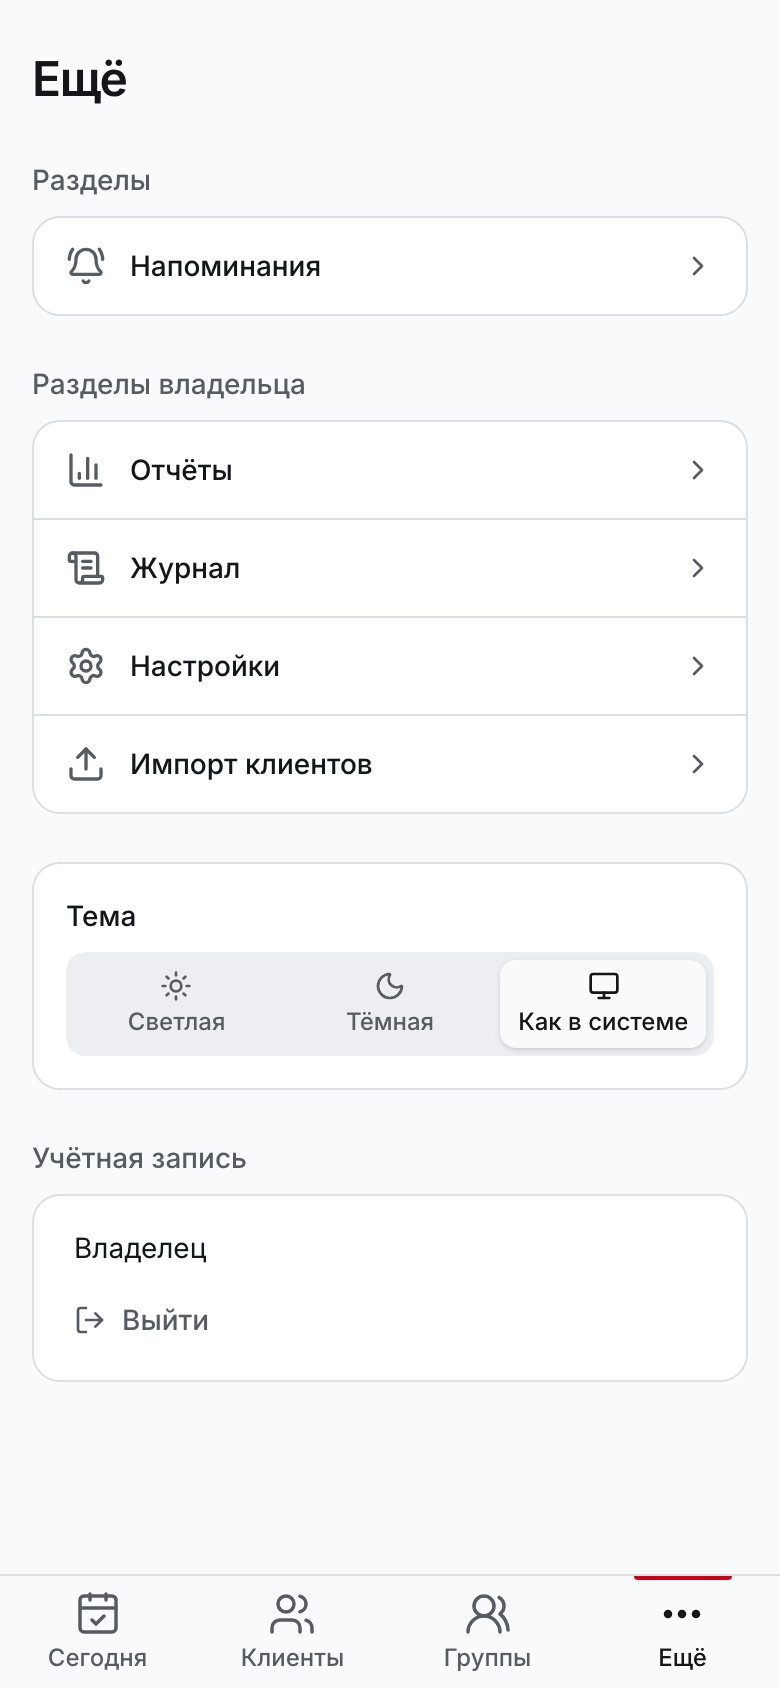 Ещё
Разделы
Напоминания
Разделы владельца
Отчёты
Журнал
Настройки
Импорт клиентов
Тема
Светлая
Тёмная
Как в системе
Учётная запись
Владелец
Выйти
Сегодня
Клиенты
Группы
Ещё